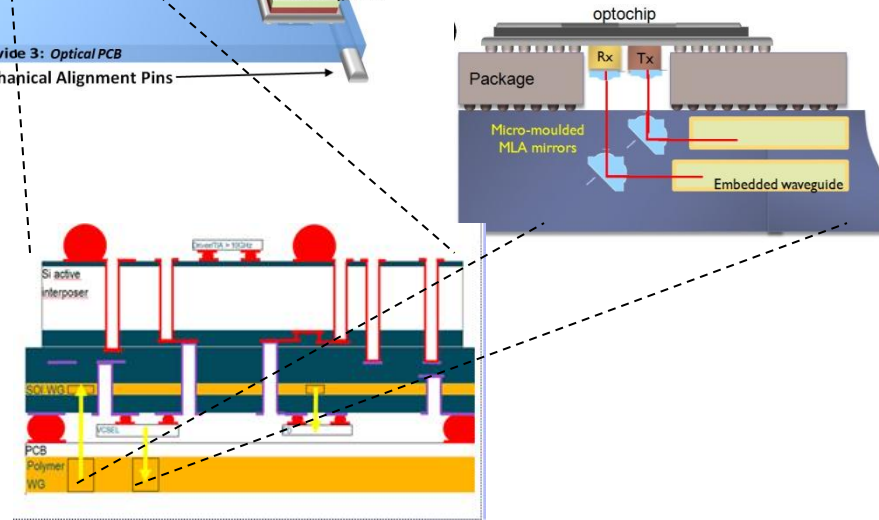 optochip
vide 3: Optical PCB
hanical Alignment Pins
Rx
Tx
Package
Micro-moulded
MLA mirrors
Embedded waveguide
Si active
interposer
SOI WG
VCSEL
PCB
Polymer
WG